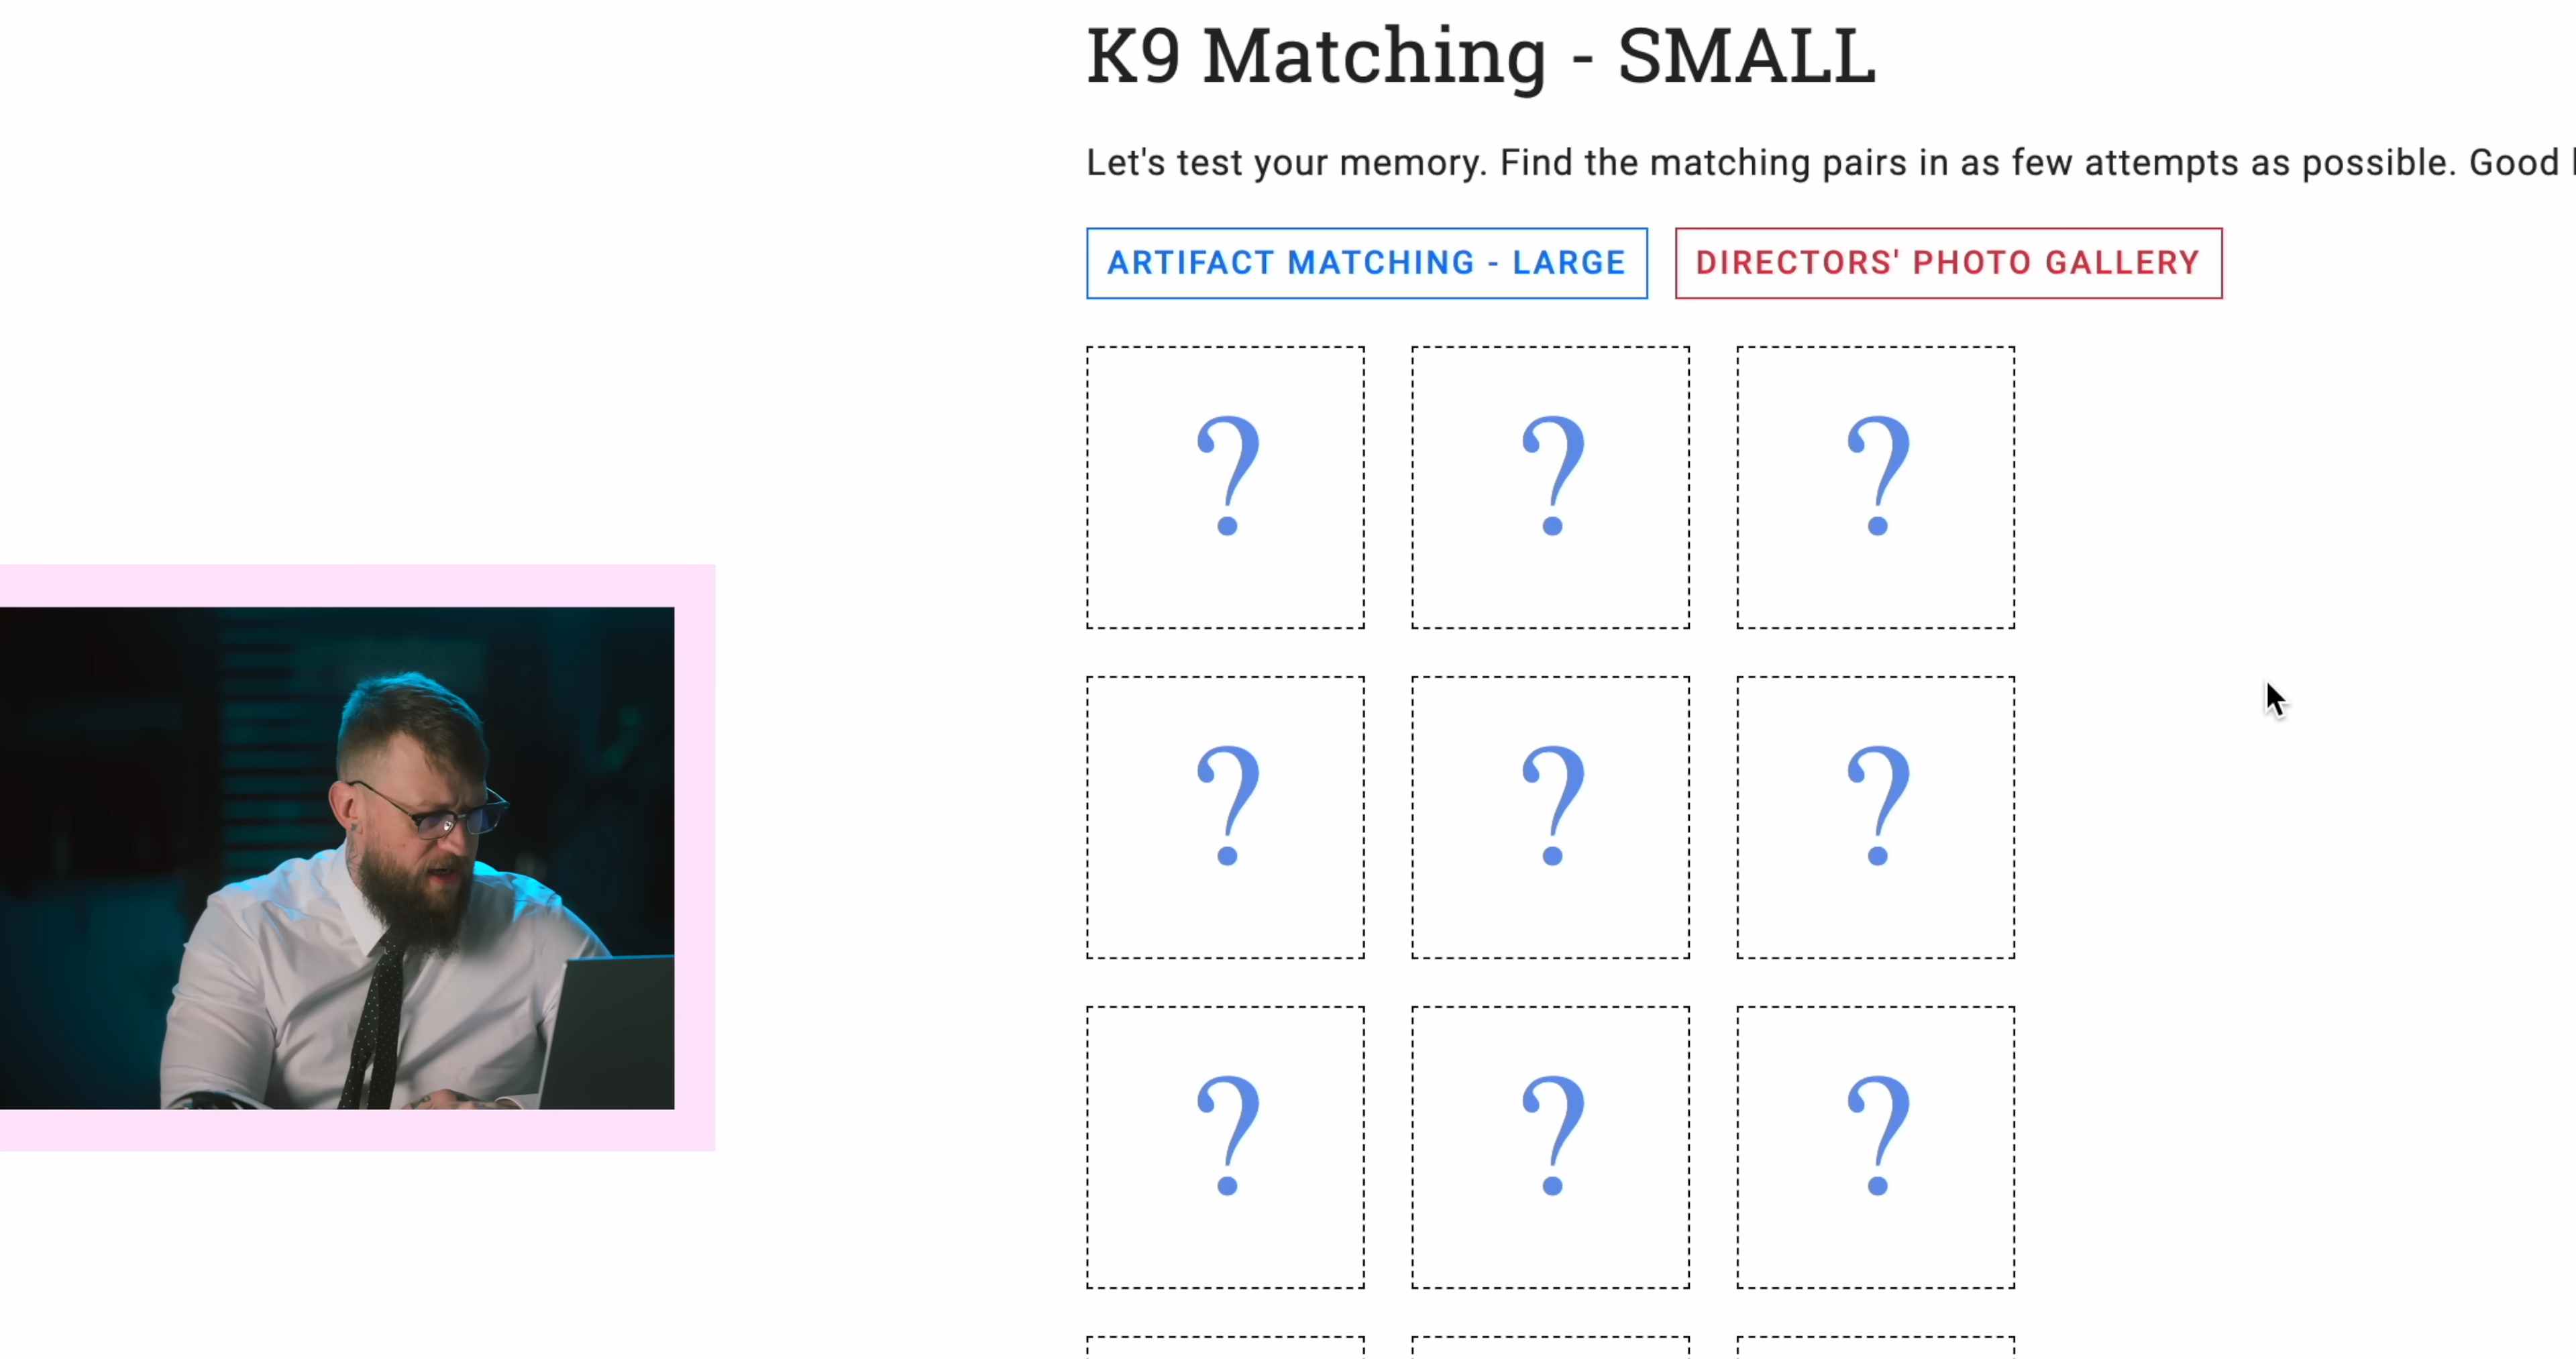 K9 Matching - SMALL
Let's test your memory. Find the matching pairs in as few attempts as possible. Good
ARTIFACT MATCHING - LARGE
DIRECTORS' PHOTO GALLERY
? ? ?
? ? ?
? ? ?